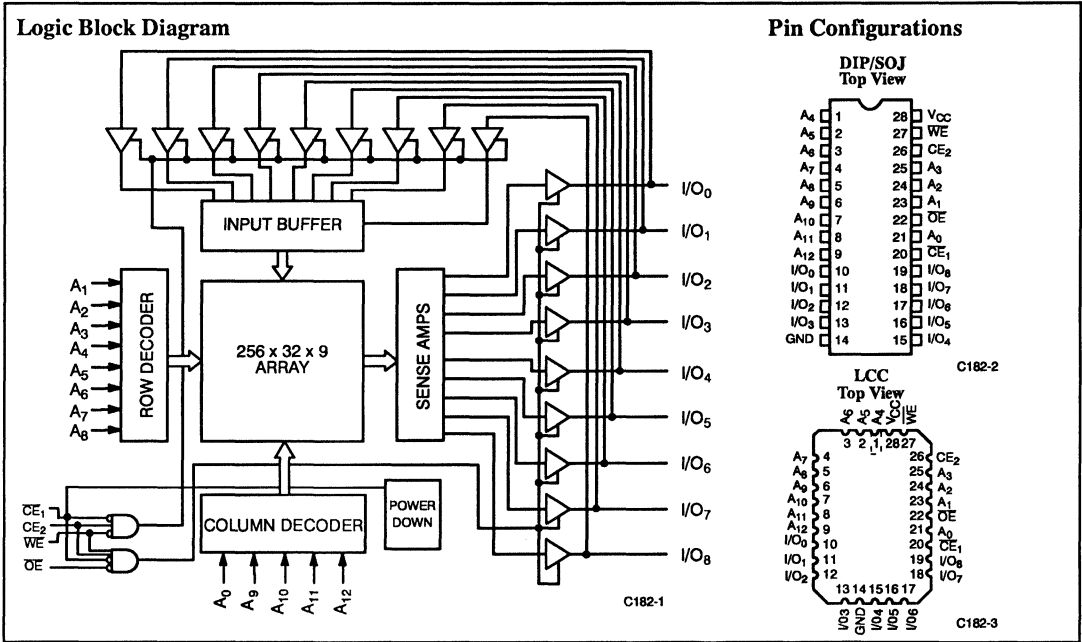 Logic Block Diagram
INPUT BUFFER
A1
A2
A3
A4
A5
A6
A7
A8
ROW DECODER
256 x 32 x 9
ARRAY
SENSE AMPS
I/O0
I/O1
I/O2
I/O3
I/O4
I/O5
I/O6
I/O7
I/O8
CE1
CE2
WE
OE
COLUMN DECODER
POWER
DOWN
A0
A9
A10
A11
A12
C182-1
Pin Configurations
DIP/SOJ
Top View
A4 1 28 VCC
A5 2 27 WE
A6 3 26 CE2
A7 4 25 A3
A8 5 24 A2
A9 6 23 A1
A10 7 22 OE
A11 8 21 A0
A12 9 20 CE1
I/O0 10 19 I/O8
I/O1 11 18 I/O7
I/O2 12 17 I/O6
I/O3 13 16 I/O5
GND 14 15 I/O4
C182-2
LCC
Top View
A6 A5 A4 VCC WE
3 2 1 28 27
A7 4 26 CE2
A8 5 25 A3
A9 6 24 A2
A10 7 23 A1
A11 8 22 OE
A12 9 21 A0
I/O0 10 20 CE1
I/O1 11 19 I/O8
I/O2 12 18 I/O7
13 14 15 16 17
I/O3 GND I/O4 I/O5 I/O6
C182-3